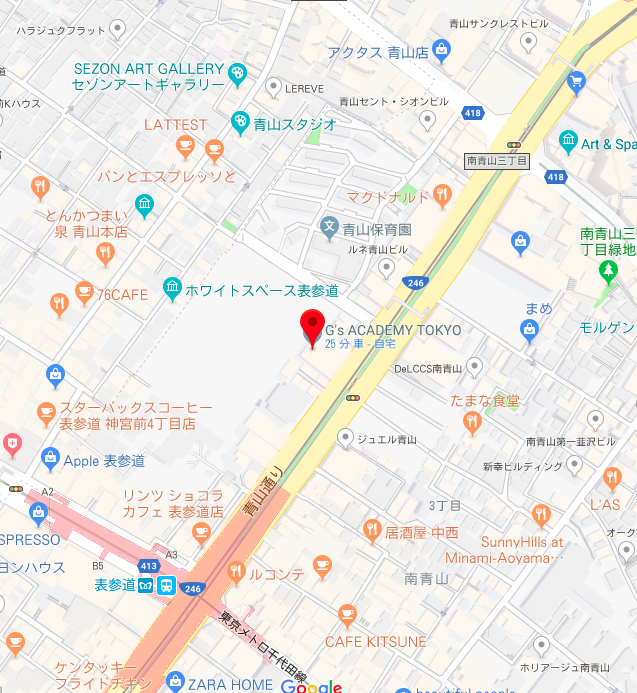 ハラジュクフラット
青山サンクレストビル
アクタス 青山店
SEZON ART GALLERY
セゾンアートギャラリー
LEREVE
青山セント・シオンビル
前Kハウス
418
LATTEST
青山スタジオ
Art & Spa
南青山三丁目
パンとエスプレッソと
418
マクドナルド
とんかつまい
泉 青山本店
青山保育園
南青山三
丁目緑地
ルネ青山ビル
246
ホワイトスペース表参道
76CAFE
まめ
モルゲン
G's ACADEMY TOKYO
25 分 車 - 自宅
DeLCCS南青山
たまな食堂
スターバックスコーヒー
表参道 神宮前4丁目店
ジュエル青山
南青山第一韮沢ビル
Apple 表参道
新幸ビルディング
青山通り
L'AS
A2
リンツ ショコラ
カフェ 表参道店
3丁目
SPRESSO
居酒屋 中西
SunnyHills at
Minami-Aoyama…
オーク
A3
ヨンハウス
B5
413
ルコンテ
南青山
表参道
246
東京メトロ千代田線
CAFE KITSUNE
ケンタッキー
フライドチキン
ホリアージュ南青山
ZARA HOME
Google
beautiful people